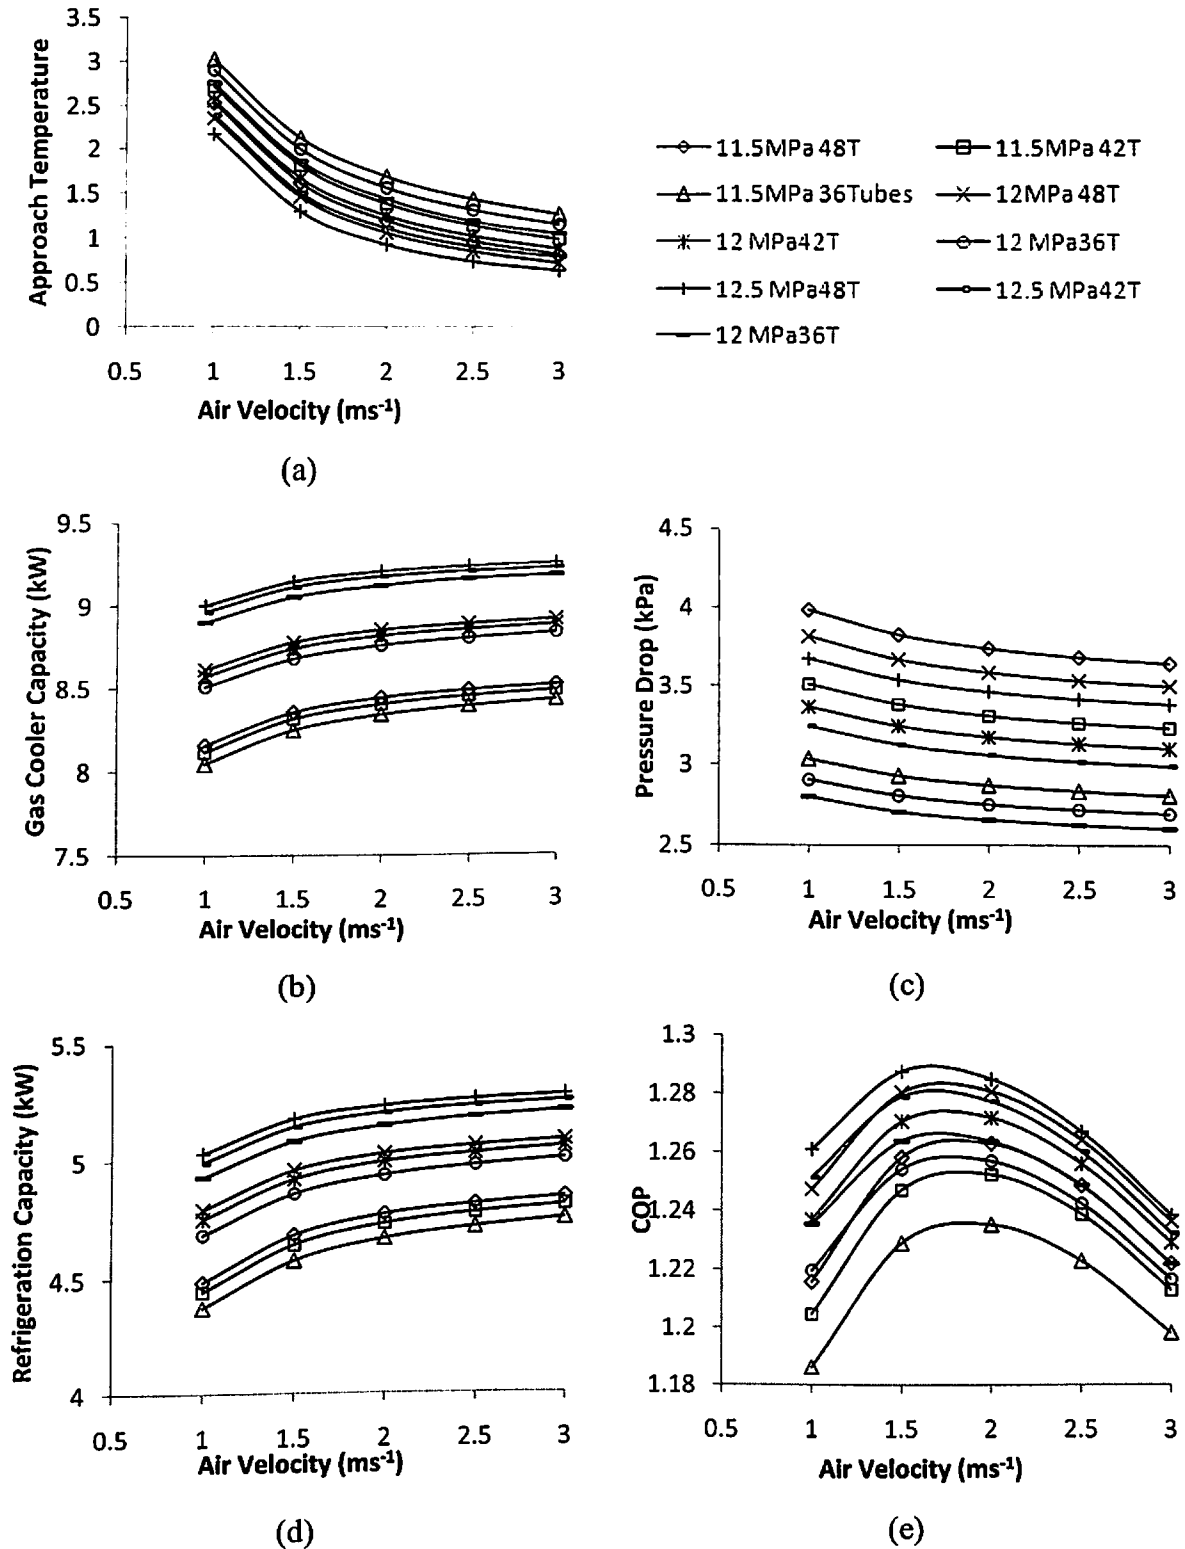 3.5
3
2.5
2
1.5
1
0.5
0
Approach Temperature
0.5 1 1.5 2 2.5 3
Air Velocity (ms-1)
(a)
11.5MPa 48T 11.5MPa 42T
11.5MPa 36Tubes 12MPa 48T
12 MPa42T 12 MPa36T
12.5 MPa48T 12.5 MPa42T
12 MPa36T
9.5
9
8.5
8
7.5
Gas Cooler Capacity (kW)
0.5 1 1.5 2 2.5 3
Air Velocity (ms-1)
(b)
4.5
4
3.5
3
2.5
Pressure Drop (kPa)
0.5 1 1.5 2 2.5 3
Air Velocity (ms-1)
(c)
5.5
5
4.5
4
Refrigeration Capacity (kW)
0.5 1 1.5 2 2.5 3
Air Velocity (ms-1)
(d)
1.3
1.28
1.26
1.24
1.22
1.2
1.18
COP
0.5 1 1.5 2 2.5 3
Air Velocity (ms-1)
(e)